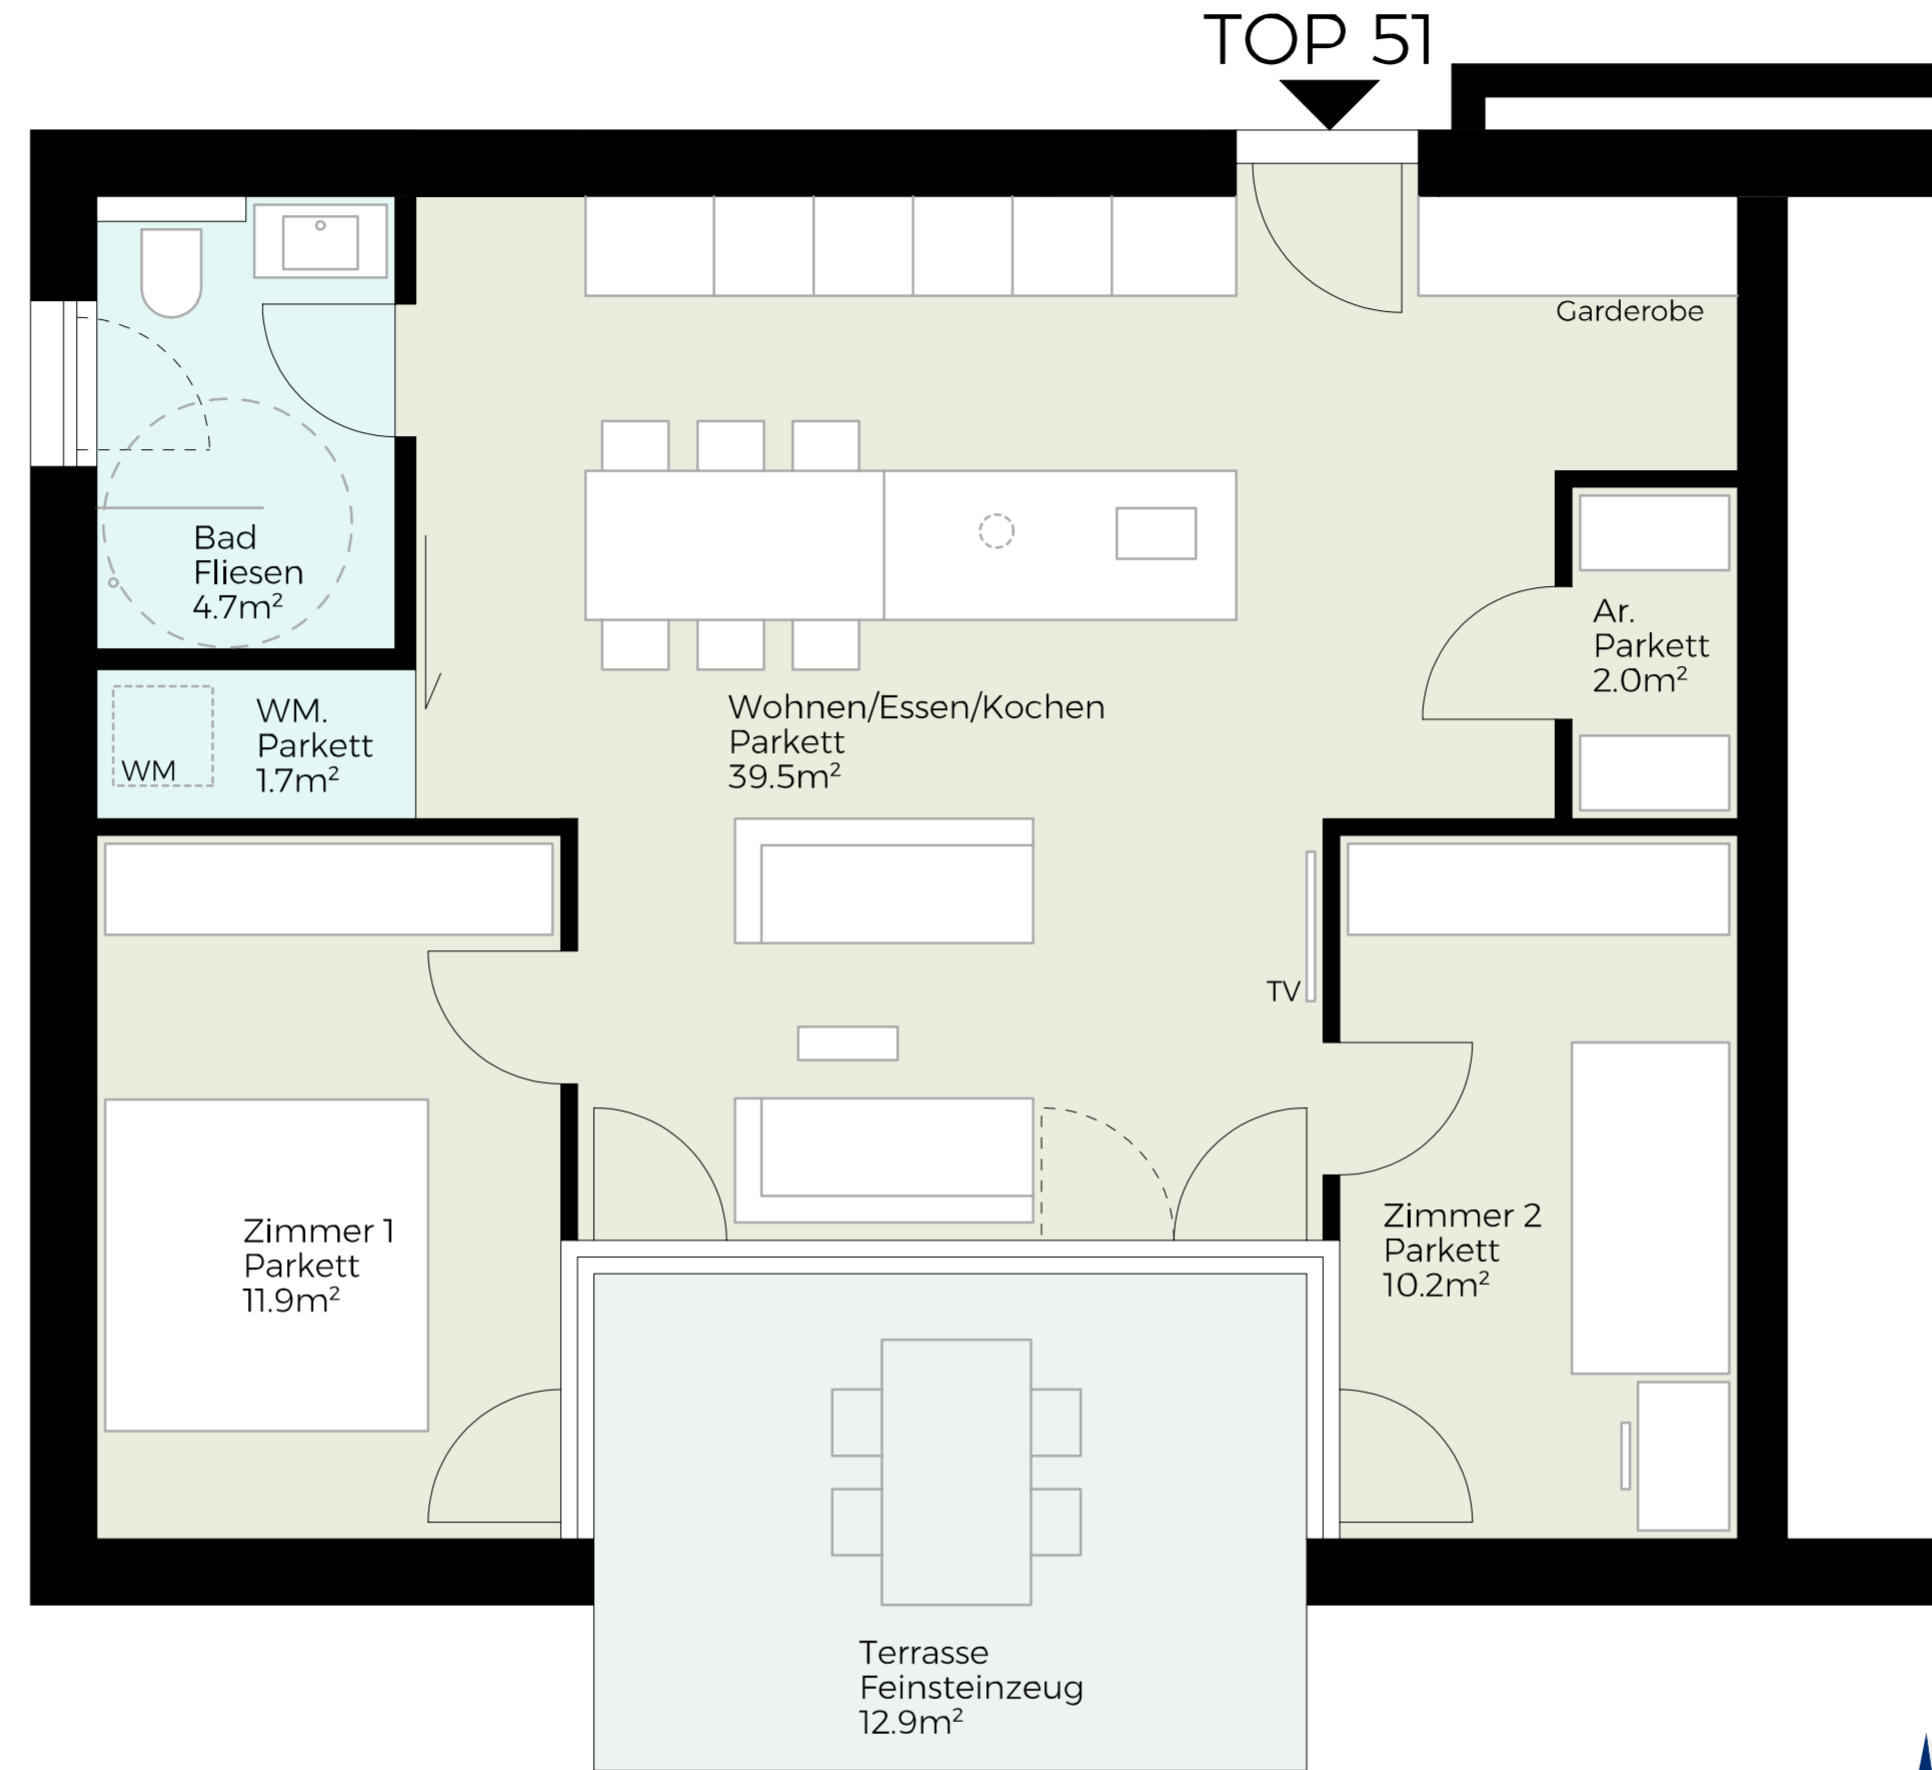 TOP 51
Garderobe
Bad
Fliesen
4.7m²
Ar.
Parkett
2.0m²
WM.
Parkett
1.7m²
WM
Wohnen/Essen/Kochen
Parkett
39.5m²
TV
Zimmer 1
Parkett
11.9m²
Zimmer 2
Parkett
10.2m²
Terrasse
Feinsteinzeug
12.9m²